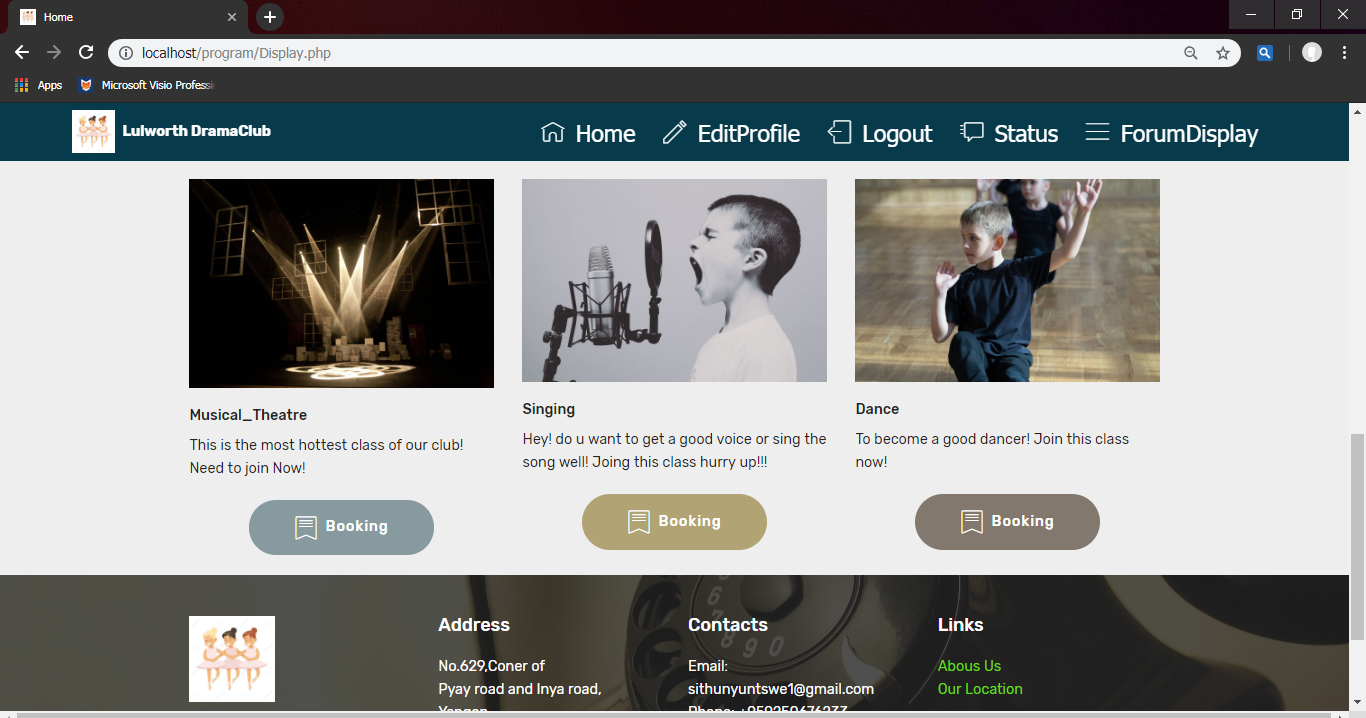 Home
localhost/program/Display.php
Apps
Microsoft Visio Professi
Lulworth DramaClub
Home
EditProfile
Logout
Status
ForumDisplay
Musical_Theatre
This is the most hottest class of our club!
Need to join Now!
Booking
Singing
Hey! do u want to get a good voice or sing the
song well! Joing this class hurry up!!!
Booking
Dance
To become a good dancer! Join this class
now!
Booking
Address
No.629,Coner of
Pyay road and Inya road,
Yangon
Contacts
Email:
sithunyuntswe1@gmail.com
Phone:
Links
Abous Us
Our Location